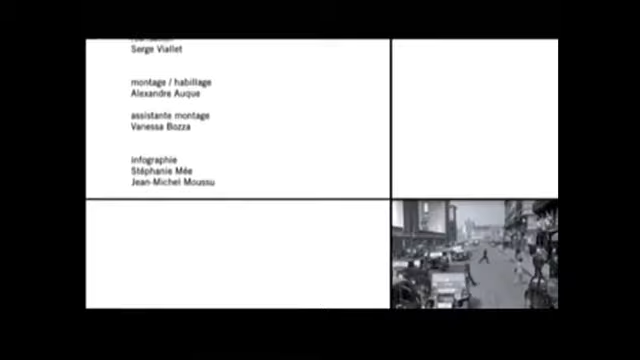 Serge Viallet
montage / habillage
Alexandre Auque
assistante montage
Vanessa Bozza
infographie
Stéphanie Mée
Jean-Michel Moussu